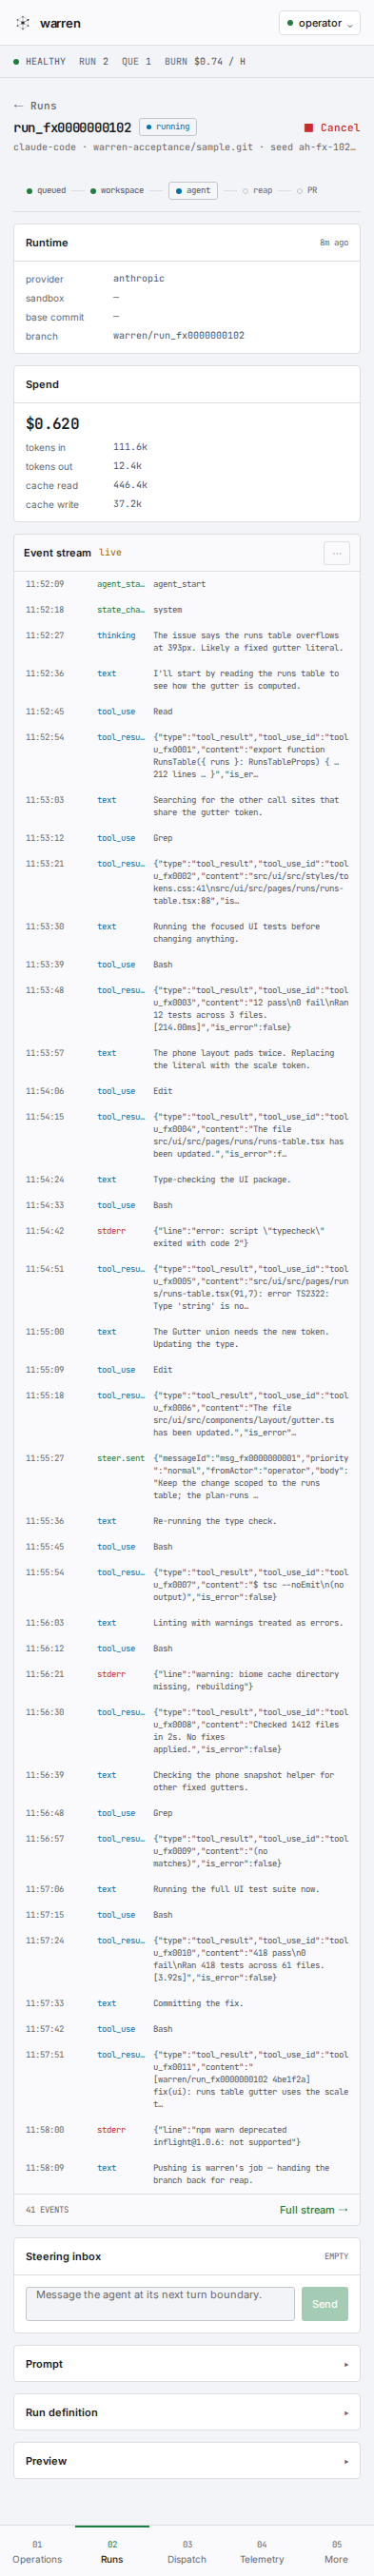 warren
operator
HEALTHY RUN 2 QUE 1 BURN $0.74 / H
← Runs
run_fx0000000102 running Cancel
claude-code · warren-acceptance/sample.git · seed ah-fx-102…
queued workspace agent reap PR
Runtime 8m ago
provider anthropic
sandbox —
base commit —
branch warren/run_fx0000000102
Spend
$0.620
tokens in 111.6k
tokens out 12.4k
cache read 446.4k
cache write 37.2k
Event stream live ...
11:52:09 agent_sta… agent_start
11:52:18 state_cha… system
11:52:27 thinking The issue says the runs table overflows
at 393px. Likely a fixed gutter literal.
11:52:36 text I'll start by reading the runs table to
see how the gutter is computed.
11:52:45 tool_use Read
11:52:54 tool_resu… {"type":"tool_result","tool_use_id":"tool
u_fx0001","content":"export function
RunsTable({ runs }: RunsTableProps) { …
212 lines … }","is_er…
11:53:03 text Searching for the other call sites that
share the gutter token.
11:53:12 tool_use Grep
11:53:21 tool_resu… {"type":"tool_result","tool_use_id":"tool
u_fx0002","content":"src/ui/src/styles/to
kens.css:41\nsrc/ui/src/pages/runs/runs-
table.tsx:88","is…
11:53:30 text Running the focused UI tests before
changing anything.
11:53:39 tool_use Bash
11:53:48 tool_resu… {"type":"tool_result","tool_use_id":"tool
u_fx0003","content":"12 pass\n0 fail\nRan
12 tests across 3 files.
[214.00ms]","is_error":false}
11:53:57 text The phone layout pads twice. Replacing
the literal with the scale token.
11:54:06 tool_use Edit
11:54:15 tool_resu… {"type":"tool_result","tool_use_id":"tool
u_fx0004","content":"The file
src/ui/src/pages/runs/runs-table.tsx has
been updated.","is_error":f…
11:54:24 text Type-checking the UI package.
11:54:33 tool_use Bash
11:54:42 stderr {"line":"error: script \"typecheck\"
exited with code 2"}
11:54:51 tool_resu… {"type":"tool_result","tool_use_id":"tool
u_fx0005","content":"src/ui/src/pages/run
s/runs-table.tsx(91,7): error TS2322:
Type 'string' is no…
11:55:00 text The Gutter union needs the new token.
Updating the type.
11:55:09 tool_use Edit
11:55:18 tool_resu… {"type":"tool_result","tool_use_id":"tool
u_fx0006","content":"The file
src/ui/src/components/layout/gutter.ts
has been updated.","is_error"…
11:55:27 steer.sent {"messageId":"msg_fx0000000001","priority
":"normal","fromActor":"operator","body":
"Keep the change scoped to the runs
table; the plan-runs …
11:55:36 text Re-running the type check.
11:55:45 tool_use Bash
11:55:54 tool_resu… {"type":"tool_result","tool_use_id":"tool
u_fx0007","content":"$ tsc --noEmit\n(no
output)","is_error":false}
11:56:03 text Linting with warnings treated as errors.
11:56:12 tool_use Bash
11:56:21 stderr {"line":"warning: biome cache directory
missing, rebuilding"}
11:56:30 tool_resu… {"type":"tool_result","tool_use_id":"tool
u_fx0008","content":"Checked 1412 files
in 2s. No fixes
applied.","is_error":false}
11:56:39 text Checking the phone snapshot helper for
other fixed gutters.
11:56:48 tool_use Grep
11:56:57 tool_resu… {"type":"tool_result","tool_use_id":"tool
u_fx0009","content":"(no
matches)","is_error":false}
11:57:06 text Running the full UI test suite now.
11:57:15 tool_use Bash
11:57:24 tool_resu… {"type":"tool_result","tool_use_id":"tool
u_fx0010","content":"418 pass\n0
fail\nRan 418 tests across 61 files.
[3.92s]","is_error":false}
11:57:33 text Committing the fix.
11:57:42 tool_use Bash
11:57:51 tool_resu… {"type":"tool_result","tool_use_id":"tool
u_fx0011","content":"
[warren/run_fx0000000102 4be1f2a]
fix(ui): runs table gutter uses the scale
t…
11:58:00 stderr {"line":"npm warn deprecated
inflight@1.0.6: not supported"}
11:58:09 text Pushing is warren's job — handing the
branch back for reap.
41 EVENTS Full stream →
Steering inbox EMPTY
Message the agent at its next turn boundary. Send
Prompt
Run definition
Preview
01 02 03 04 05
Operations Runs Dispatch Telemetry More